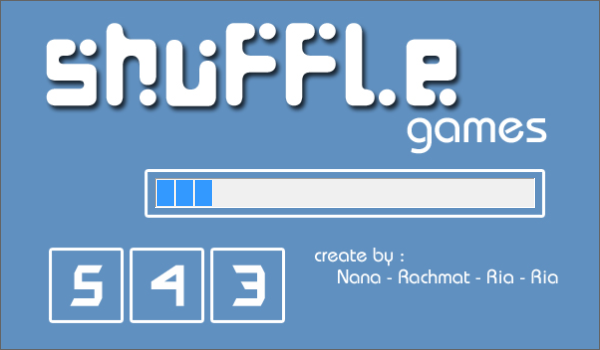 shuffle
games
5 4 3
create by :
Nana - Rachmat - Ria - Ria